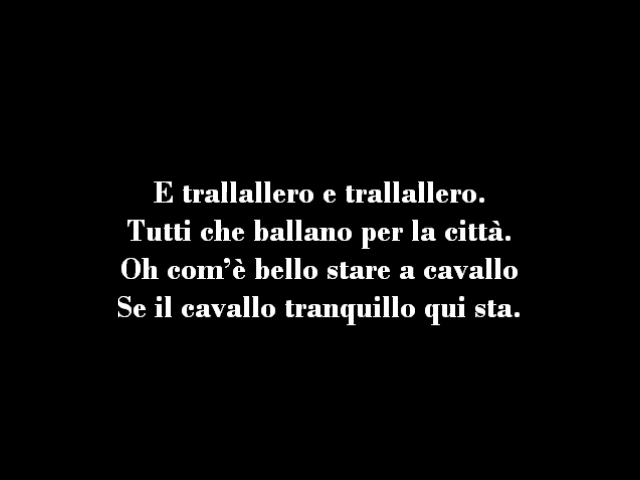 E trallallero e trallallero.
Tutti che ballano per la città.
Oh com’è bello stare a cavallo
Se il cavallo tranquillo qui sta.